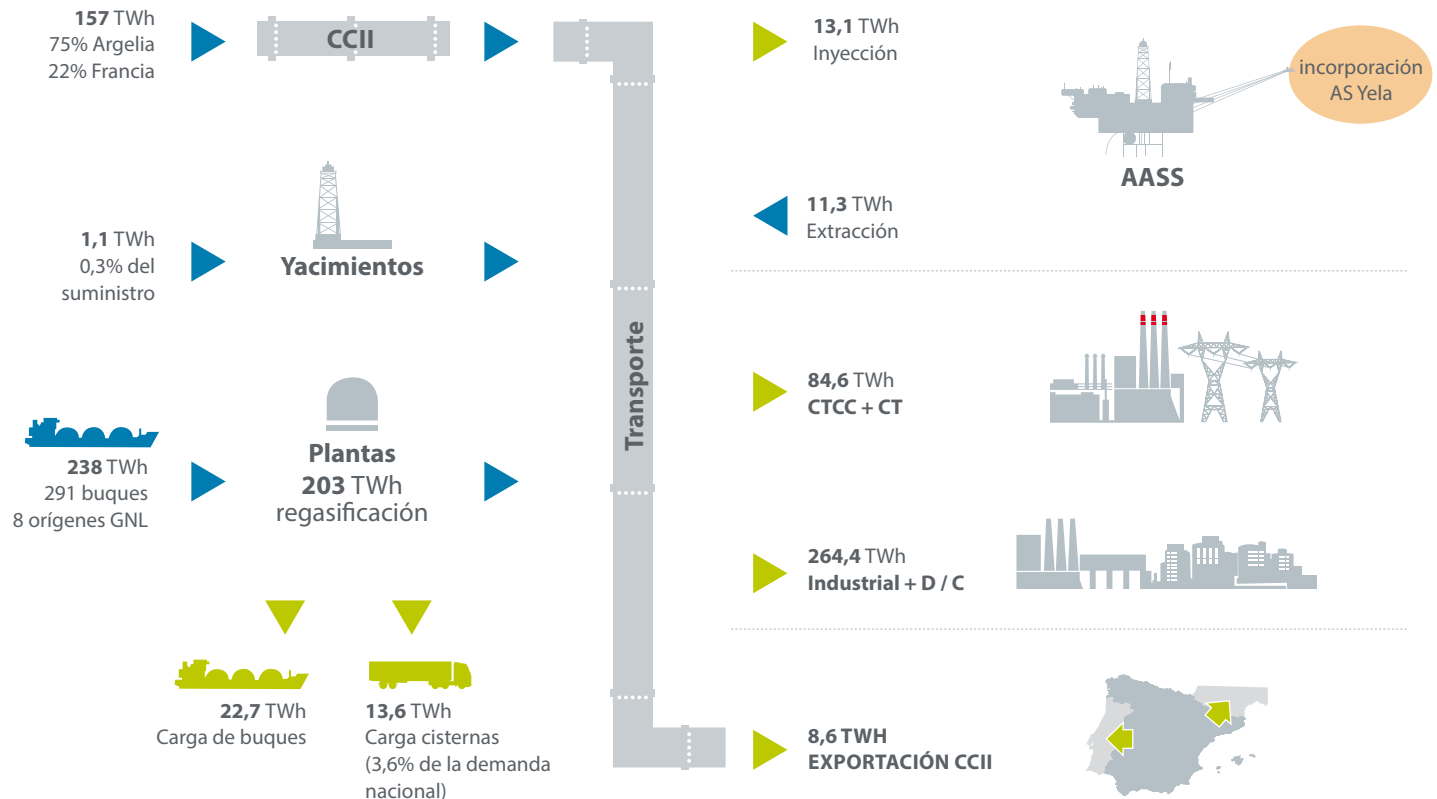 157 TWh
75% Argelia
22% Francia
CCII
1,1 TWh
0,3% del
suministro
Yacimientos
238 TWh
291 buques
8 orígenes GNL
Plantas
203 TWh
regasificación
22,7 TWh
Carga de buques
13,6 TWh
Carga cisternas
(3,6% de la demanda
nacional)
Transporte
13,1 TWh
Inyección
incorporación
AS Yela
AASS
11,3 TWh
Extracción
84,6 TWh
CTCC + CT
264,4 TWh
Industrial + D / C
8,6 TWH
EXPORTACIÓN CCII